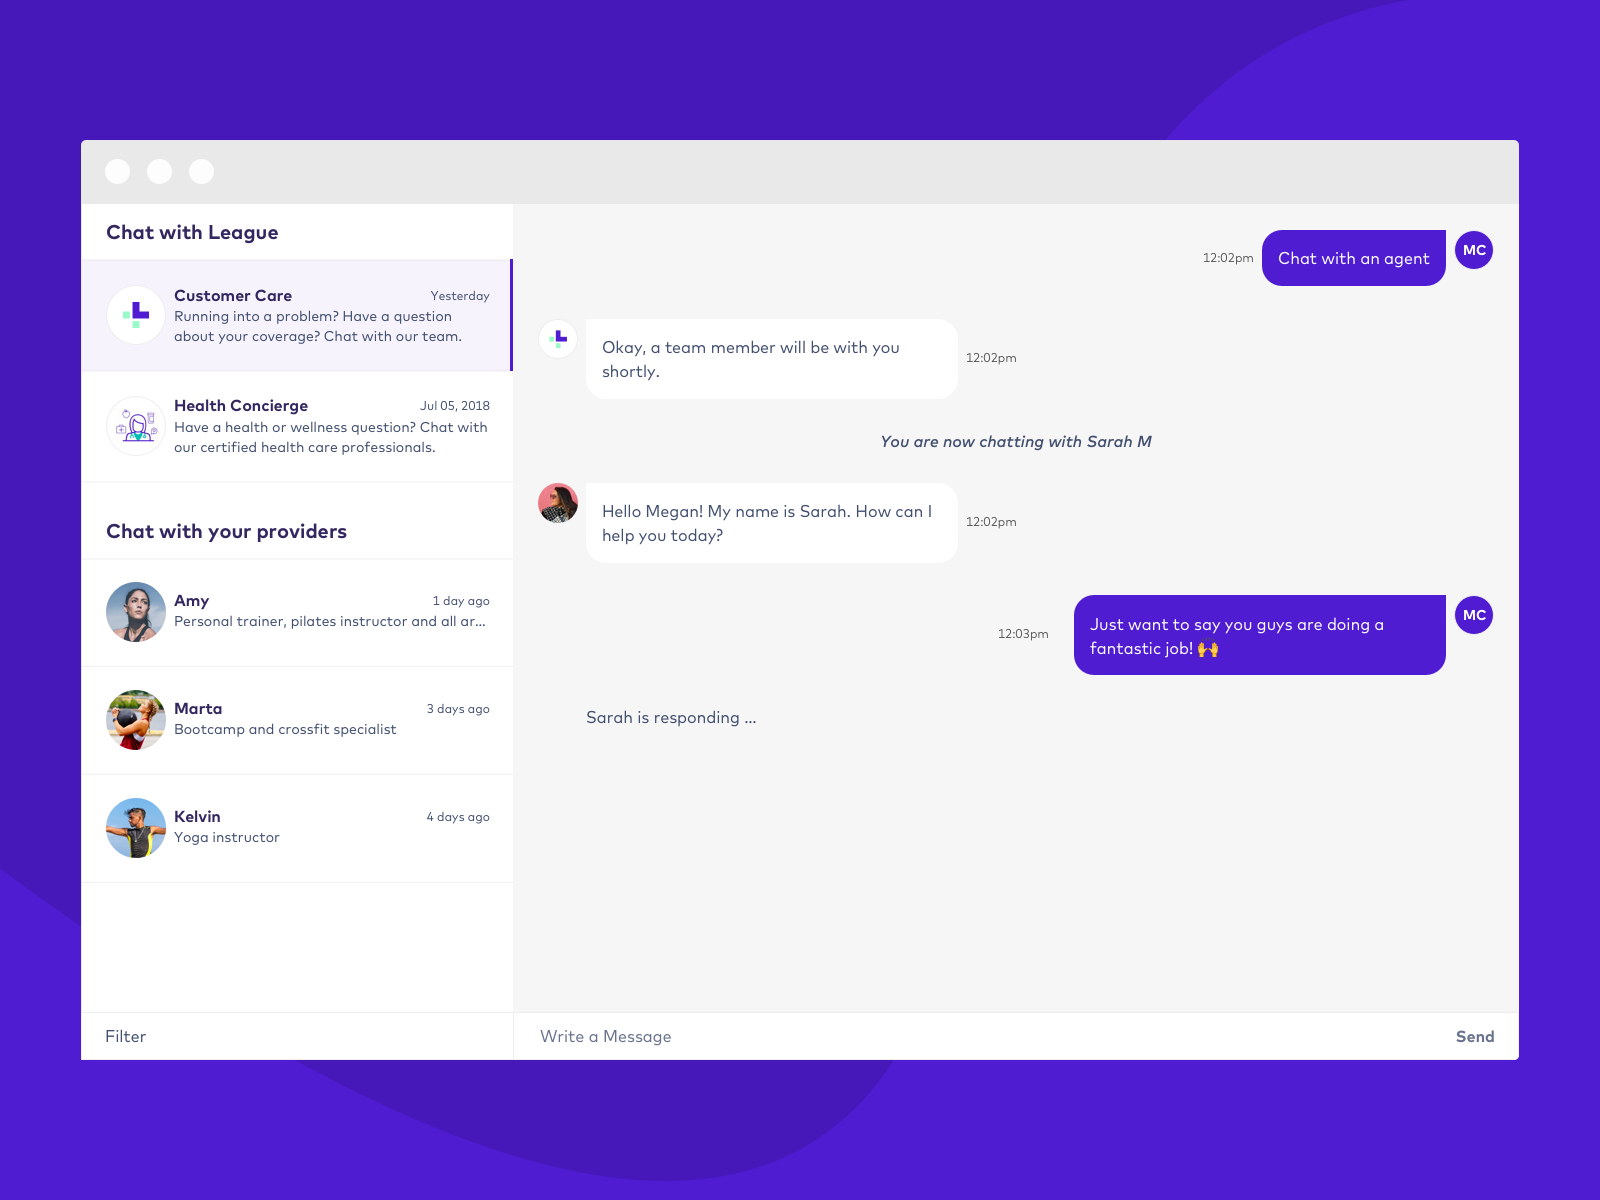 Chat with League
Customer Care
Yesterday
Running into a problem? Have a question
about your coverage? Chat with our team.
Health Concierge
Jul 05, 2018
Have a health or wellness question? Chat with
our certified health care professionals.
Chat with your providers
Amy
1 day ago
Personal trainer, pilates instructor and all ar...
Marta
3 days ago
Bootcamp and crossfit specialist
Kelvin
4 days ago
Yoga instructor
Filter
12:02pm
Chat with an agent
MC
Okay, a team member will be with you
shortly.
12:02pm
You are now chatting with Sarah M
Hello Megan! My name is Sarah. How can I
help you today?
12:02pm
12:03pm
Just want to say you guys are doing a
fantastic job! 🙌
MC
Sarah is responding ...
Write a Message
Send